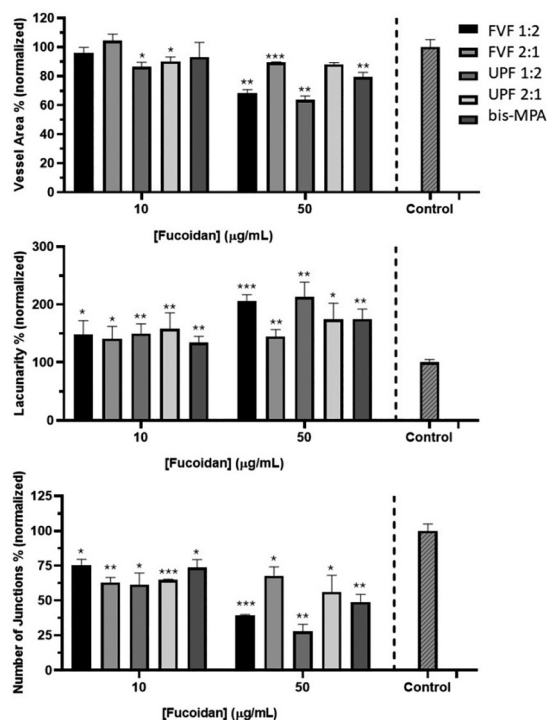 FVF 1:2
FVF 2:1
UPF 1:2
UPF 2:1
bis-MPA
Vessel Area % (normalized)
120
100
80
60
40
20
0
* * ** *** ** **
10 50 Control
[Fucoidan] (µg/mL)
Lacunarity % (normalized)
300
200
100
0
* * ** ** ** *** ** ** * **
10 50 Control
[Fucoidan] (µg/mL)
Number of Junctions % (normalized)
125
100
75
50
25
0
* ** * *** * *** * ** * **
10 50 Control
[Fucoidan] (µg/mL)